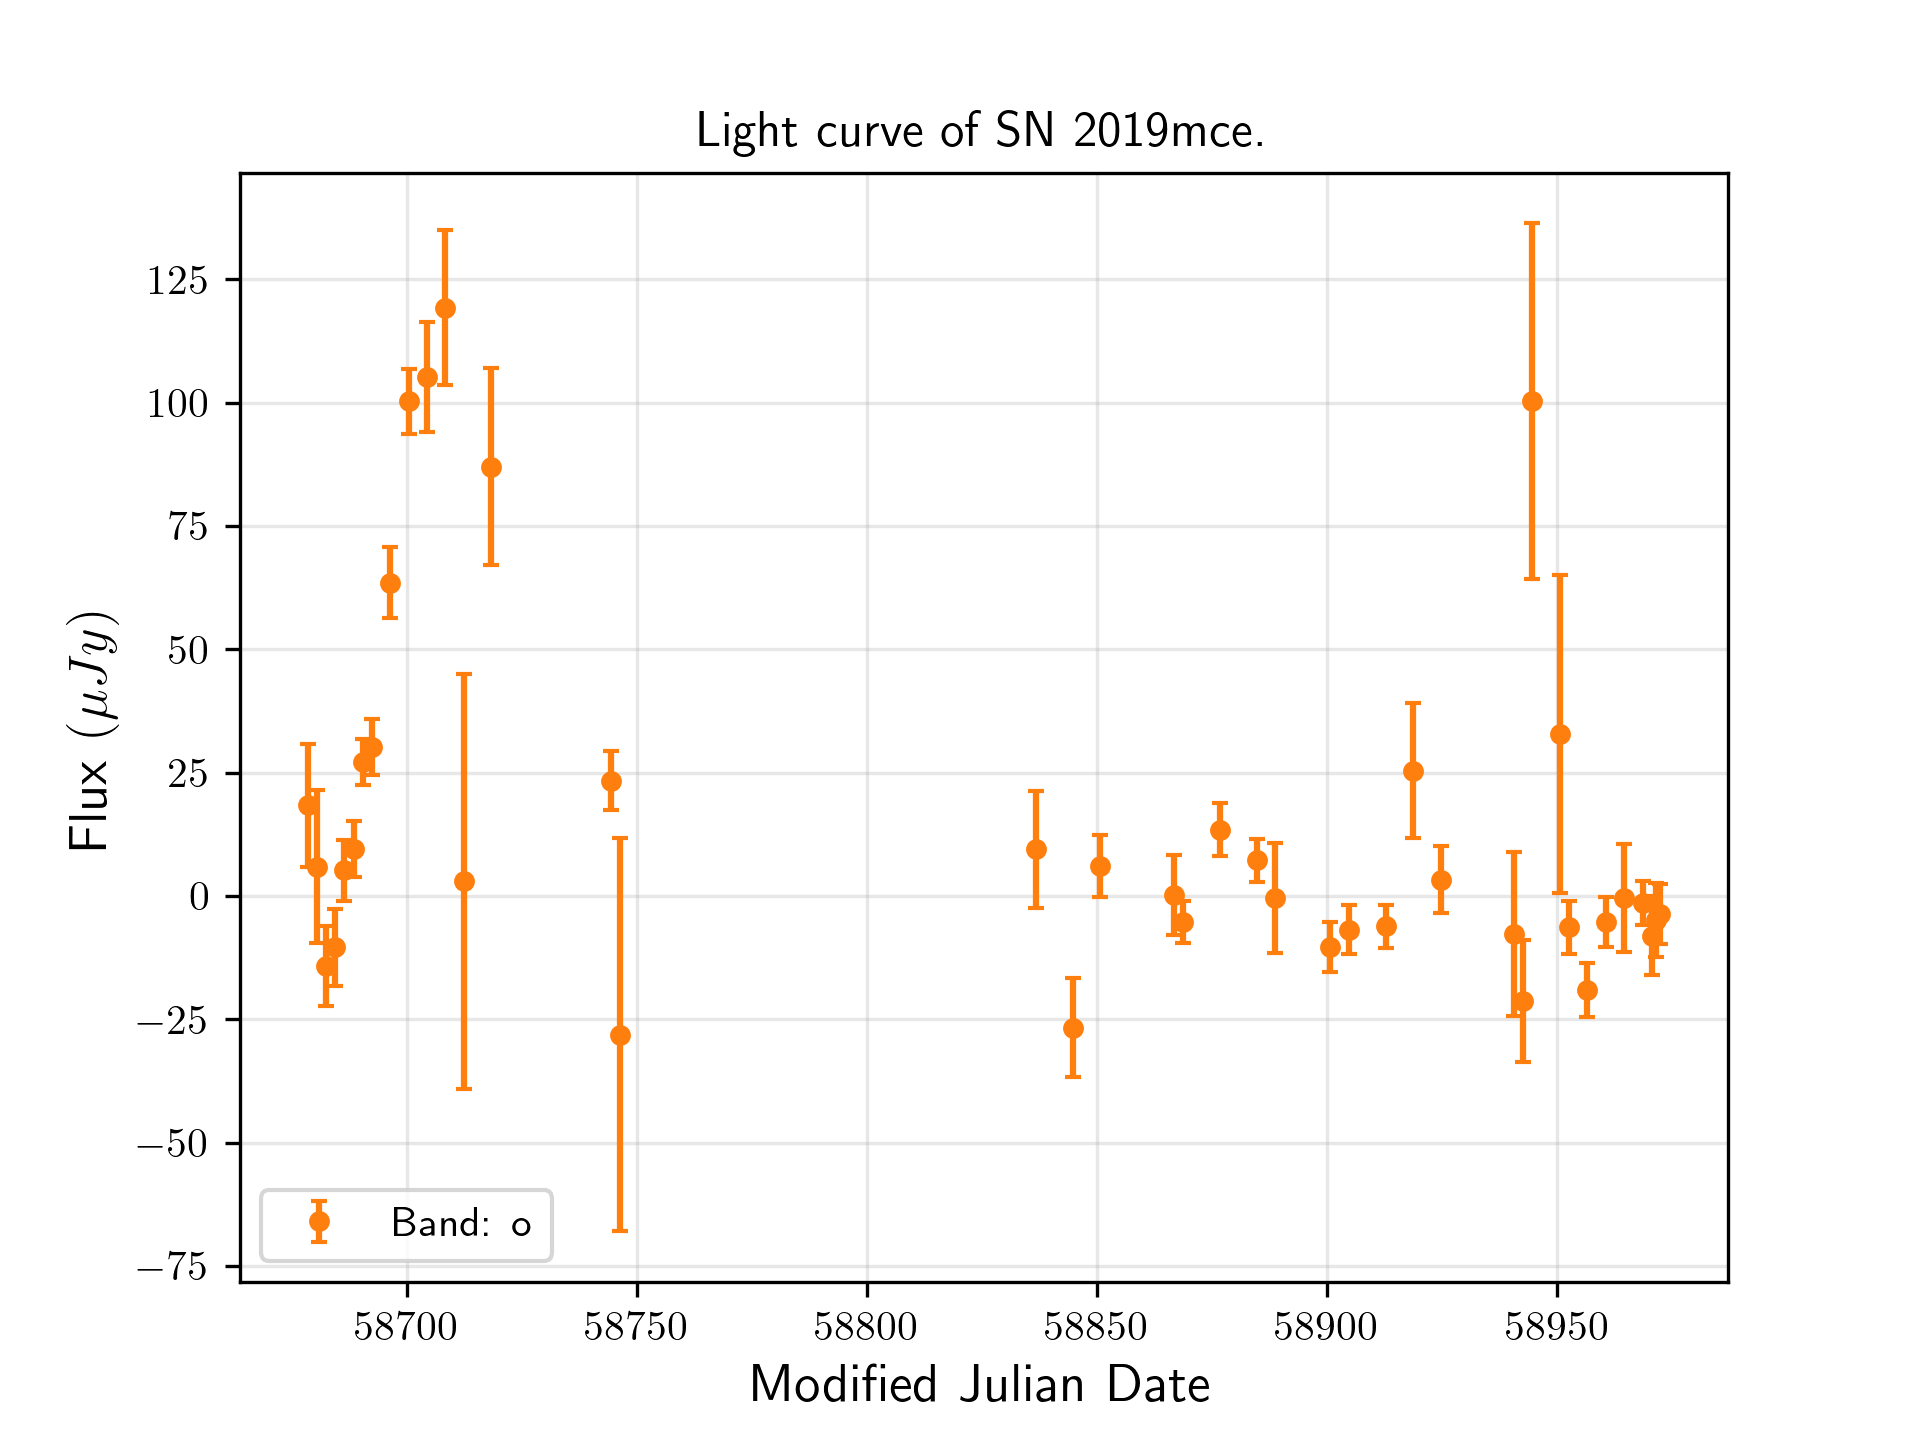 Light curve of SN 2019mce.
125
100
75
50
25
0
−25
−50
−75
Flux (μJy)
Band: o
58700 58750 58800 58850 58900 58950
Modified Julian Date